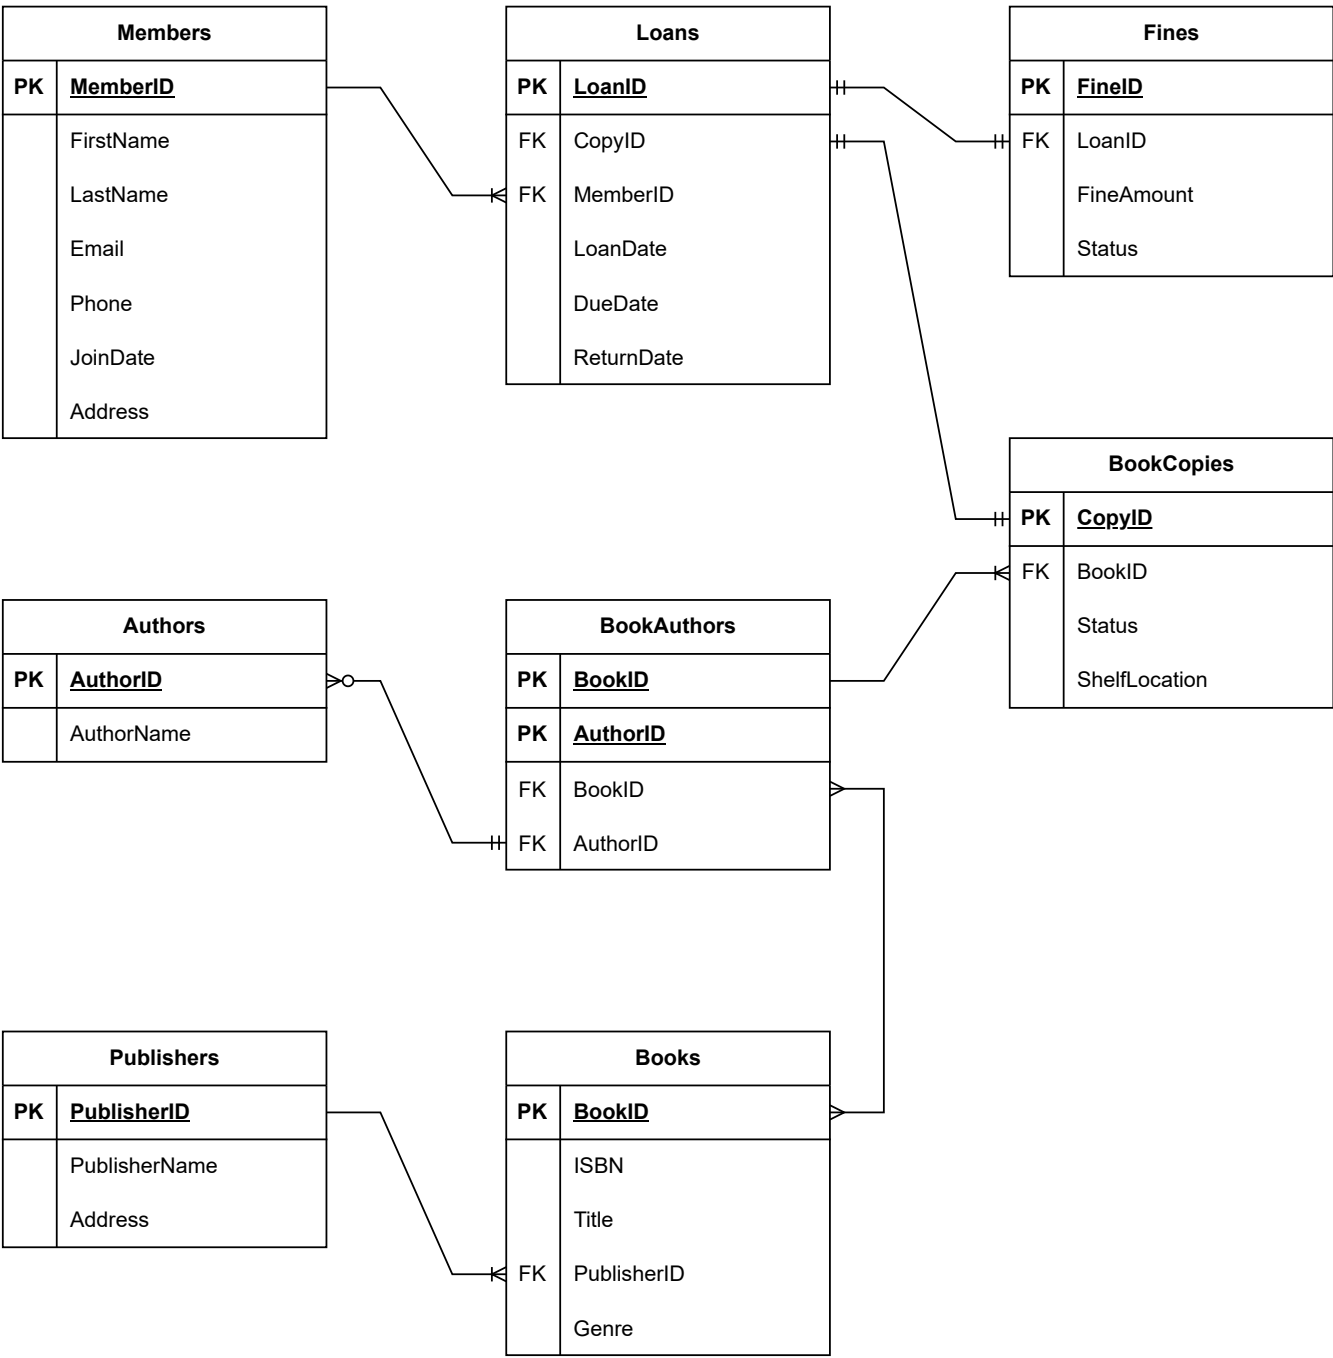 Members
PK MemberID
FirstName
LastName
Email
Phone
JoinDate
Address
Loans
PK LoanID
FK CopyID
FK MemberID
LoanDate
DueDate
ReturnDate
Fines
PK FineID
FK LoanID
FineAmount
Status
BookCopies
PK CopyID
FK BookID
Status
ShelfLocation
Authors
PK AuthorID
AuthorName
BookAuthors
PK BookID
PK AuthorID
FK BookID
FK AuthorID
Publishers
PK PublisherID
PublisherName
Address
Books
PK BookID
ISBN
Title
FK PublisherID
Genre